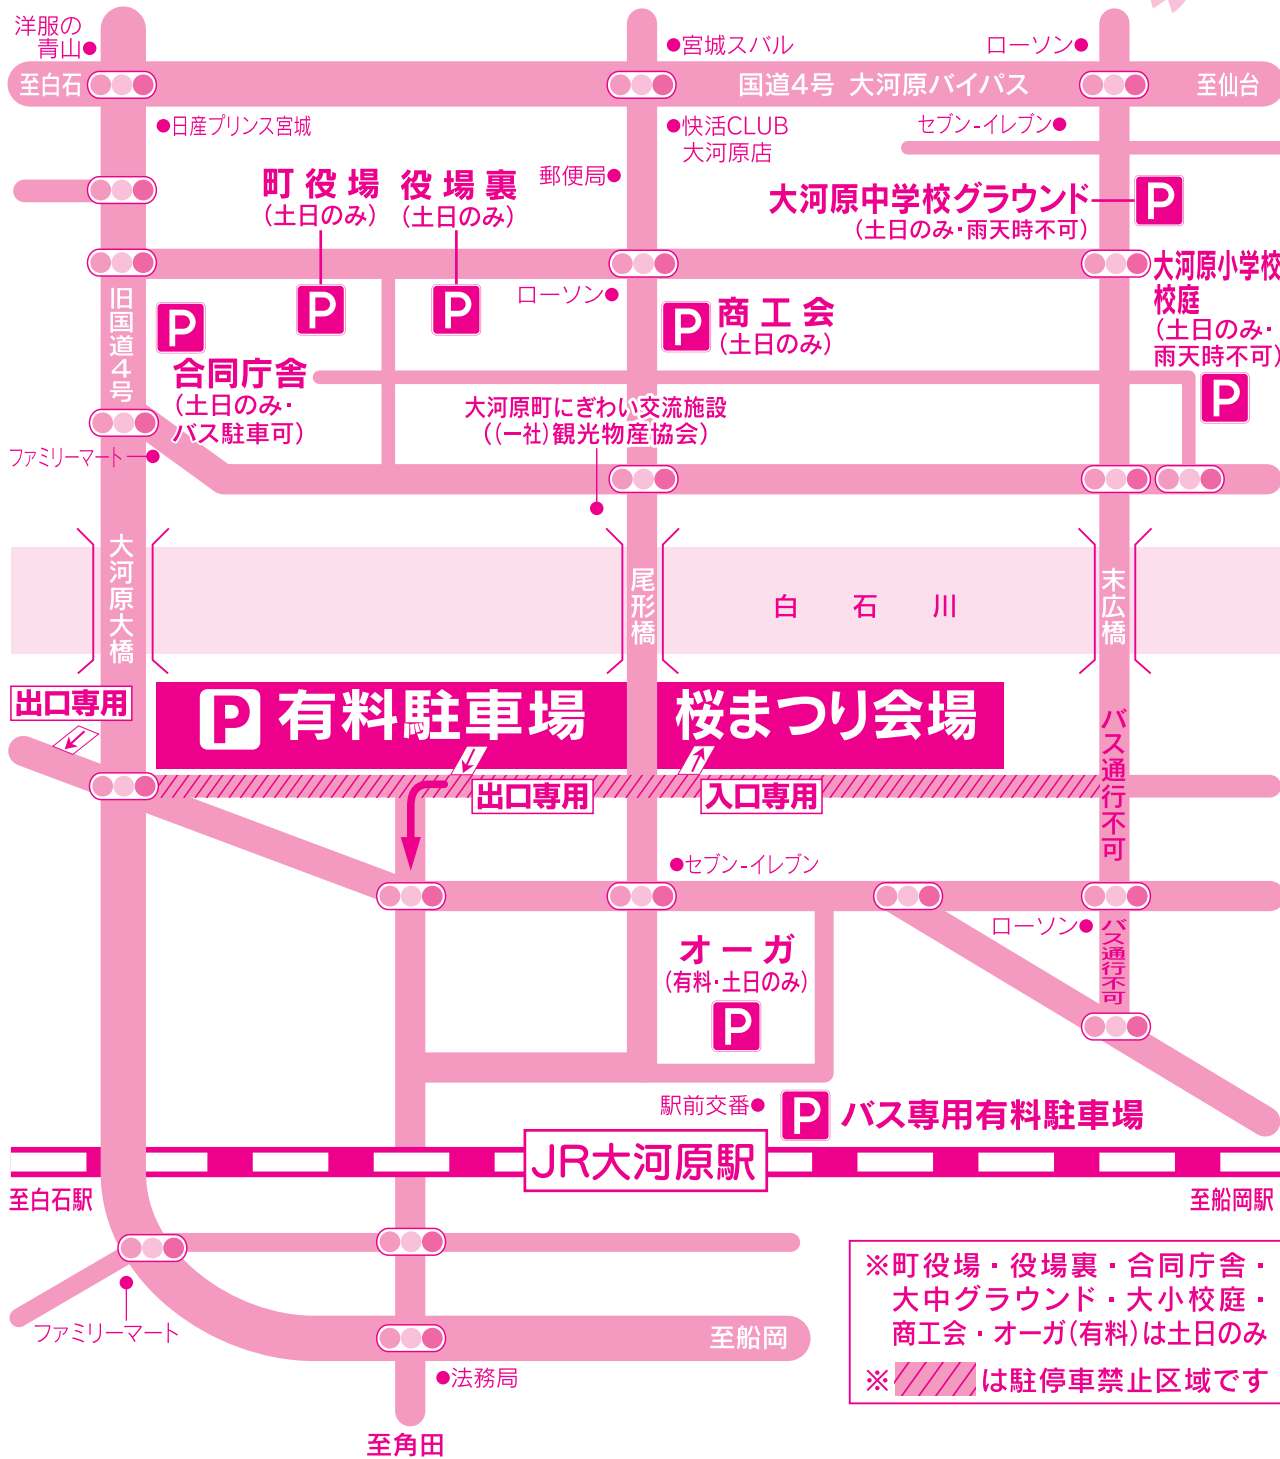 洋服の
青山
宮城スバル
ローソン
至白石
国道4号 大河原バイパス
至仙台
日産プリンス宮城
快活CLUB
大河原店
セブン-イレブン
町役場
(土日のみ)
役場裏
(土日のみ)
郵便局
大河原中学校グラウンド
(土日のみ・雨天時不可)
P
大河原小学校
校庭
(土日のみ・
雨天時不可)
P
旧国道4号
P
合同庁舎
(土日のみ・
バス駐車可)
P
P
ローソン
P
商工会
(土日のみ)
大河原町にぎわい交流施設
((一社)観光物産協会)
ファミリーマート
大河原大橋
尾形橋
白石川
末広橋
出口専用
P 有料駐車場
桜まつり会場
バス通行不可
出口専用
入口専用
セブン-イレブン
ローソン
バス通行不可
オーガ
(有料・土日のみ)
P
駅前交番
P
バス専用有料駐車場
JR大河原駅
至白石駅
至船岡駅
ファミリーマート
至船岡
法務局
至角田
※町役場・役場裏・合同庁舎・
大中グラウンド・大小校庭・
商工会・オーガ(有料)は土日のみ
※ は駐停車禁止区域です